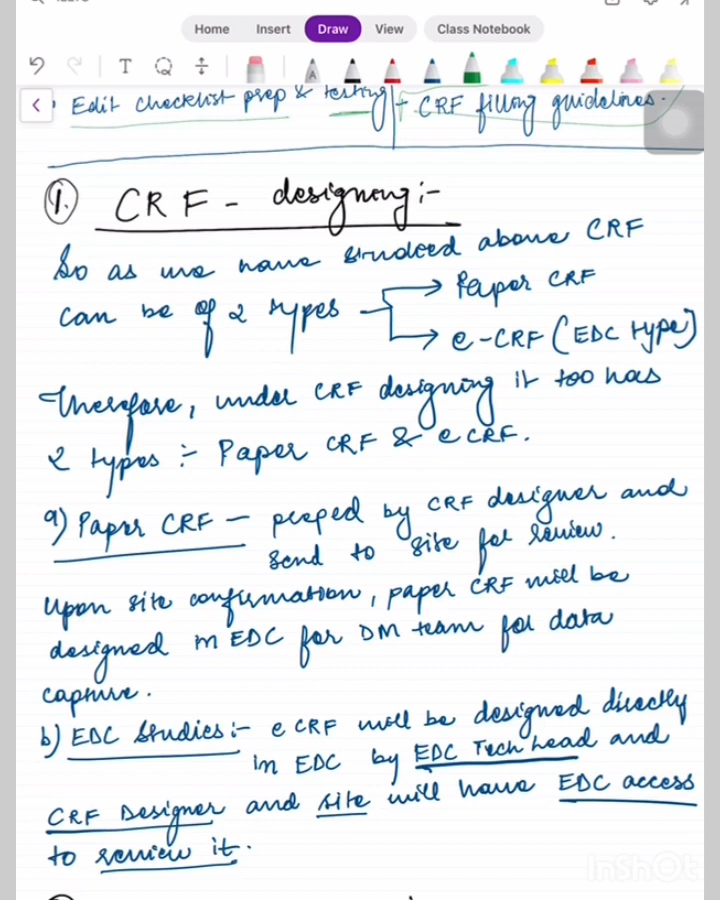 Home Insert Draw View Class Notebook
Edit checklist prep & testing + CRF filling guidelines.
1. CRF - designing :-
So as we have studied above CRF
can be of 2 types → Paper CRF
→ e-CRF (EDC type)
Therefore, under CRF designing it too has
2 types :- Paper CRF & eCRF.
a) Paper CRF - preped by CRF designer and
send to site for review.
Upon site confirmation, paper CRF will be
designed in EDC for DM team for data
capture.
b) EDC Studies :- eCRF will be designed directly
in EDC by EDC Tech head and
CRF Designer and site will have EDC access
to review it.
InShOt